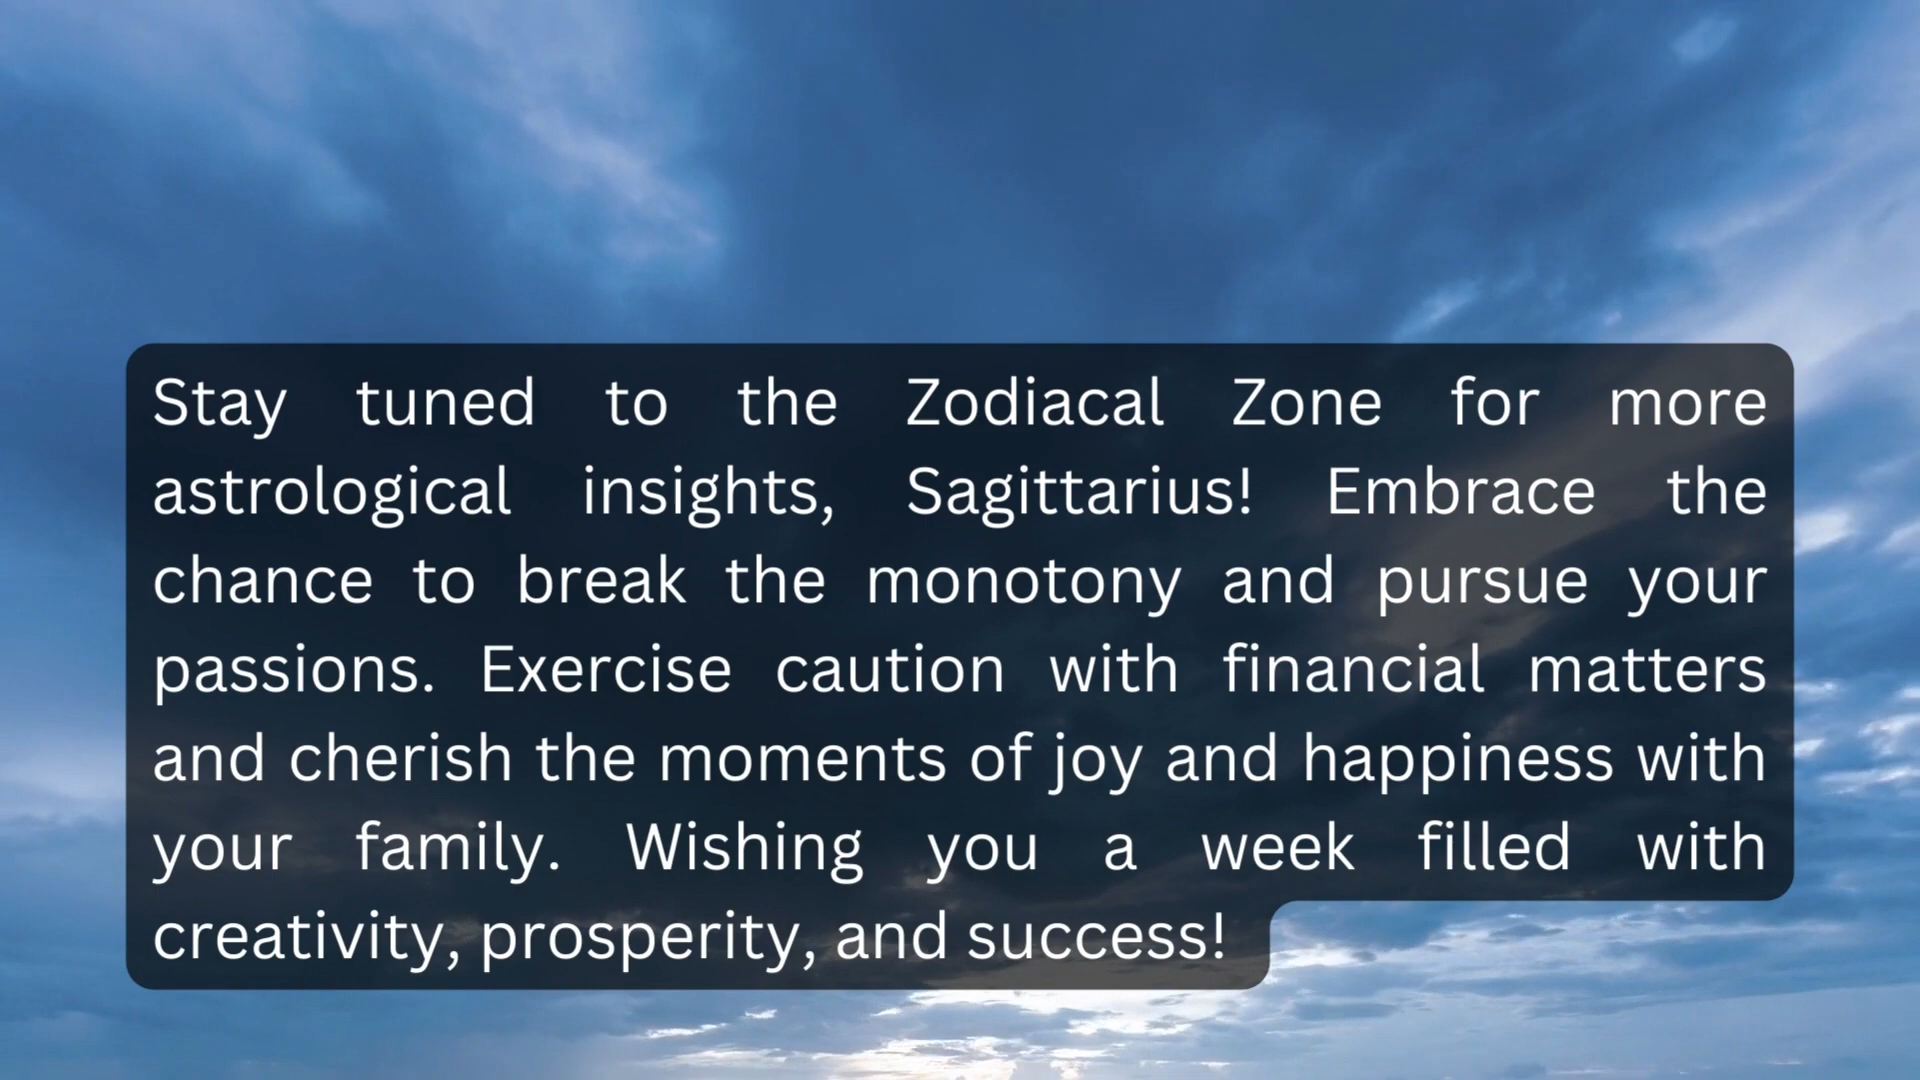 Stay tuned to the Zodiacal Zone for more
astrological insights, Sagittarius! Embrace the
chance to break the monotony and pursue your
passions. Exercise caution with financial matters
and cherish the moments of joy and happiness with
your family. Wishing you a week filled with
creativity, prosperity, and success!